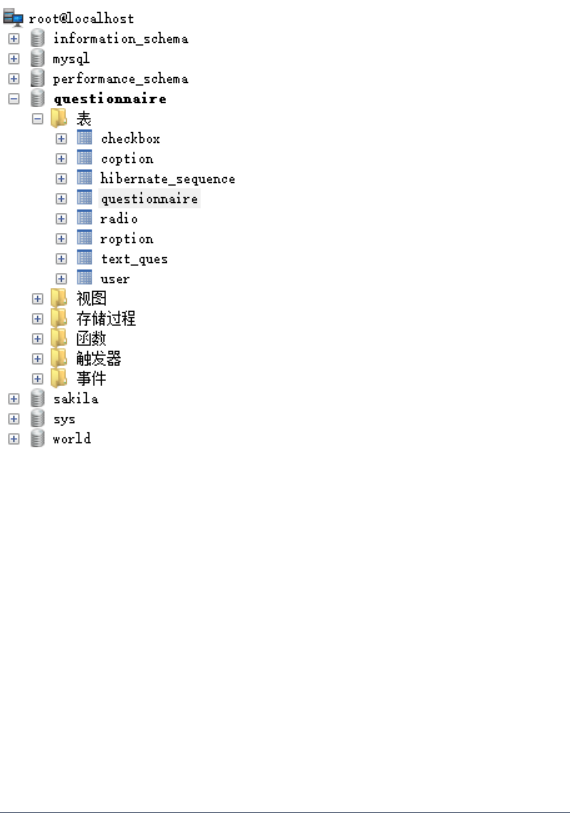 root@localhost
information_schema
mysql
performance_schema
questionnaire
表
checkbox
coption
hibernate_sequence
questionnaire
radio
roption
text_ques
user
视图
存储过程
函数
触发器
事件
sakila
sys
world